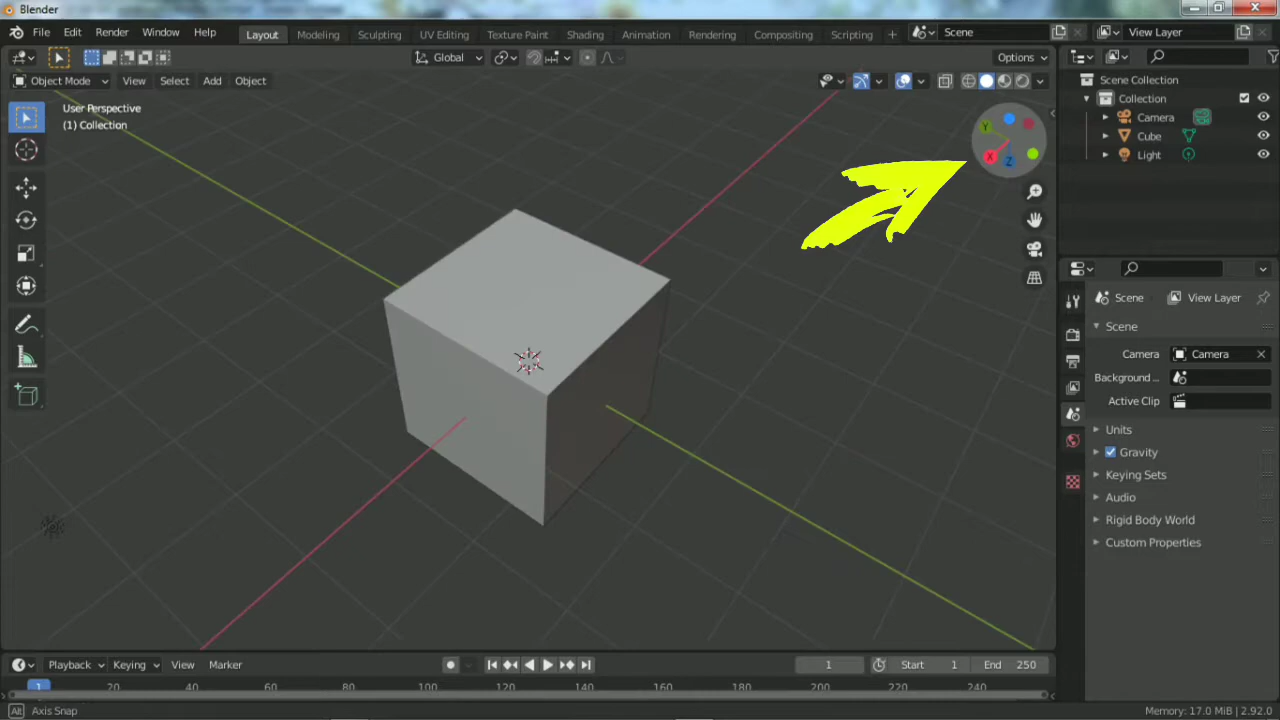 Blender
File Edit Render Window Help Layout Modeling Sculpting UV Editing Texture Paint Shading Animation Rendering Compositing Scripting + Scene View Layer
Global Options
Object Mode View Select Add Object
Scene Collection
Collection
Camera
Cube
Light
User Perspective
(1) Collection
Y
X
Z
Scene View Layer
Scene
Camera Camera
Background ...
Active Clip
Units
Gravity
Keying Sets
Audio
Rigid Body World
Custom Properties
Playback Keying View Marker 1 Start 1 End 250
1 20 40 60 80 100 120 140 160 180 200 220 240
Alt Axis Snap Memory: 17.0 MiB | 2.92.0